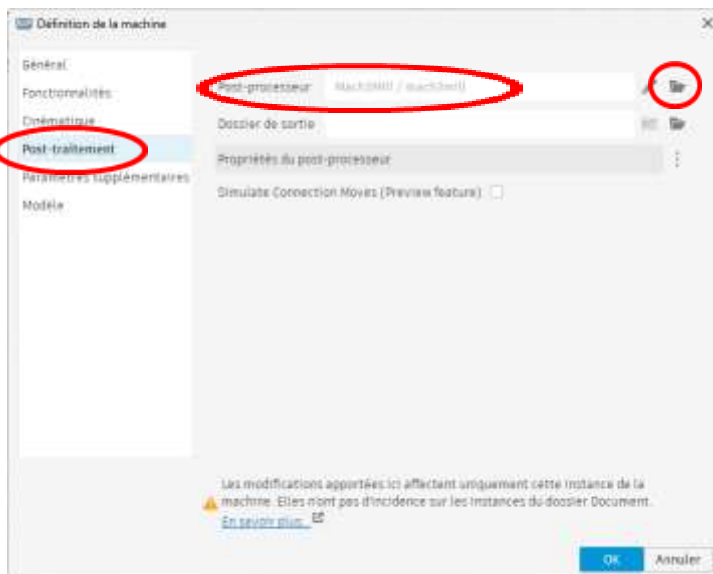 Définition de la machine
Général
Fonctionnalités
Cinématique
Post-traitement
Paramètres supplémentaires
Modèle
Post-processeur Mach3Mill / mach3mill
Dossier de sortie
Propriétés du post-processeur
Simulate Connection Moves (Preview feature)
Les modifications apportées ici affectent uniquement cette instance de la
machine. Elles n'ont pas d'incidence sur les instances du dossier Document.
En savoir plus...
OK Annuler